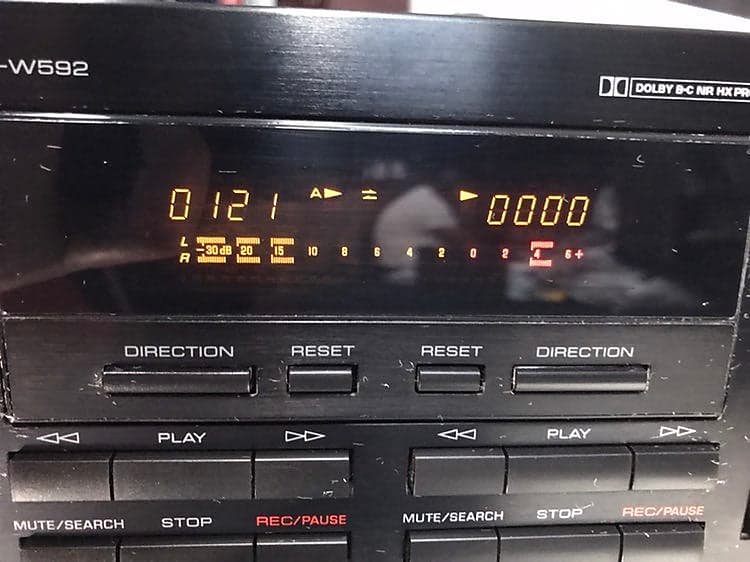 -W592
DOLBY B-C NR HX PR
0121 A 0000
L
R -30dB 20 15 10 8 6 4 2 0 2 4 6+
DIRECTION RESET RESET DIRECTION
PLAY PLAY
MUTE/SEARCH STOP REC/PAUSE MUTE/SEARCH STOP REC/PAUSE